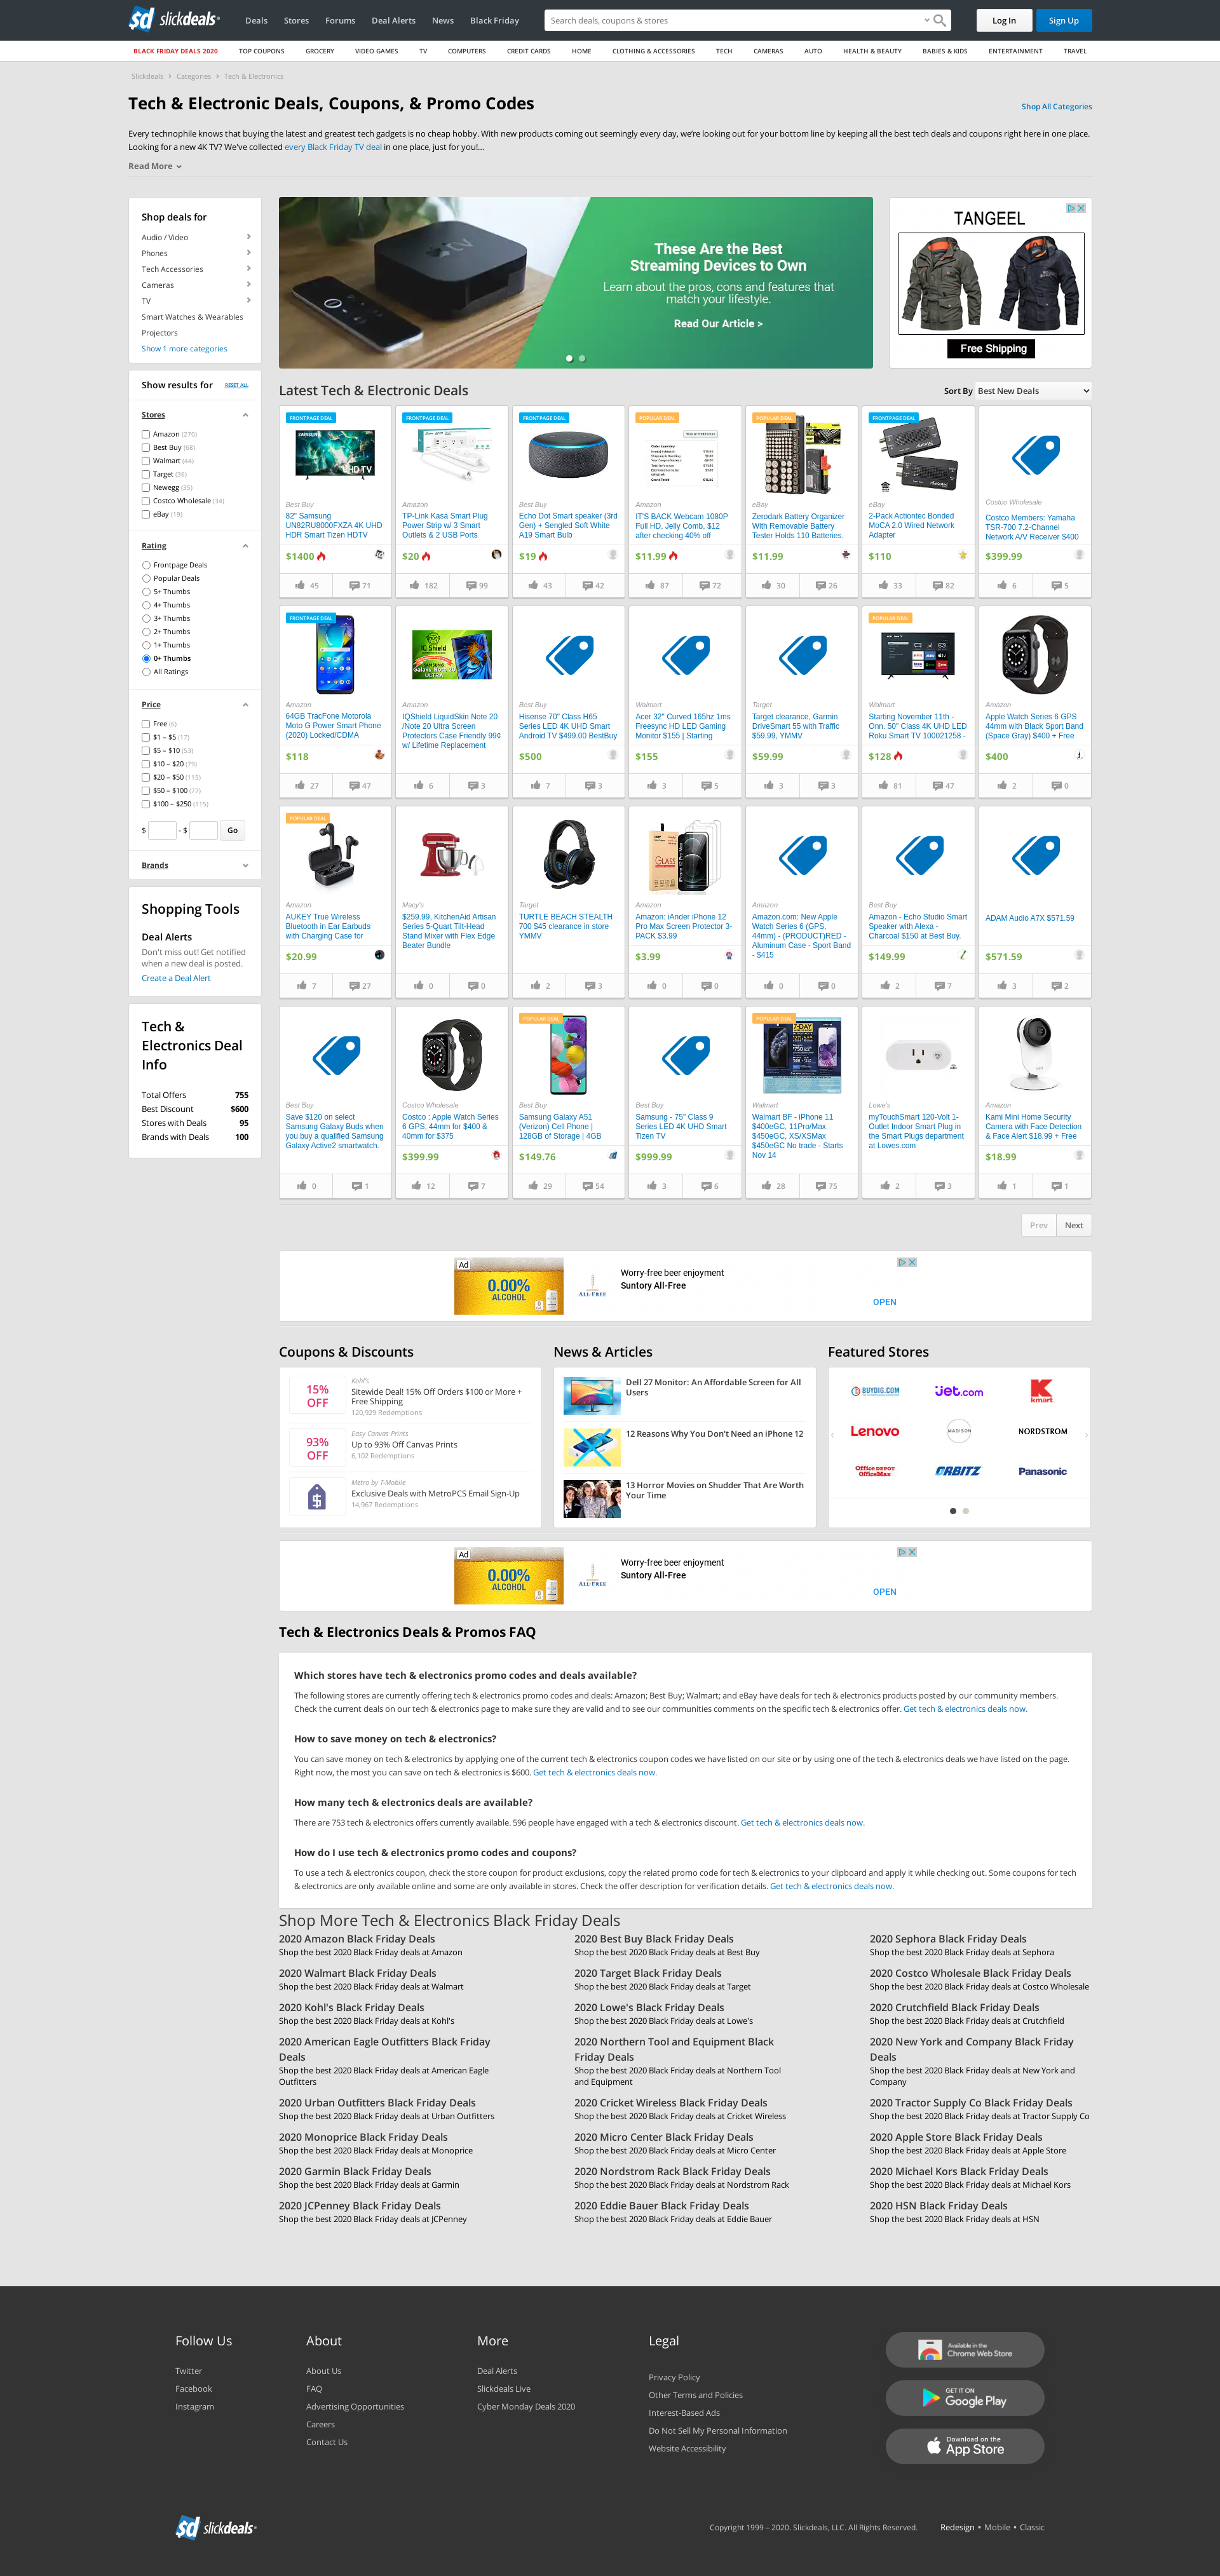 slickdeals
Deals
Stores
Forums
Deal Alerts
News
Black Friday
Search deals, coupons & stores
Log In
Sign Up
BLACK FRIDAY DEALS 2020
TOP COUPONS
GROCERY
VIDEO GAMES
TV
COMPUTERS
CREDIT CARDS
HOME
CLOTHING & ACCESSORIES
TECH
CAMERAS
AUTO
HEALTH & BEAUTY
BABIES & KIDS
ENTERTAINMENT
TRAVEL
Slickdeals › Categories › Tech & Electronics
Tech & Electronic Deals, Coupons, & Promo Codes
Shop All Categories
Every technophile knows that buying the latest and greatest tech gadgets is no cheap hobby. With new products coming out seemingly every day, we're looking out for your bottom line by keeping all the best tech deals and coupons right here in one place.
Looking for a new 4K TV? We've collected every Black Friday TV deal in one place, just for you!...
Read More
Shop deals for
Audio / Video
Phones
Tech Accessories
Cameras
TV
Smart Watches & Wearables
Projectors
Show 1 more categories
Show results for
RESET ALL
Stores
Amazon (270)
Best Buy (68)
Walmart (44)
Target (36)
Newegg (35)
Costco Wholesale (34)
eBay (19)
Rating
Frontpage Deals
Popular Deals
5+ Thumbs
4+ Thumbs
3+ Thumbs
2+ Thumbs
1+ Thumbs
0+ Thumbs
All Ratings
Price
Free (6)
$1 – $5 (17)
$5 – $10 (53)
$10 – $20 (79)
$20 – $50 (115)
$50 – $100 (77)
$100 – $250 (115)
$ - $ Go
Brands
Shopping Tools
Deal Alerts
Don't miss out! Get notified
when a new deal is posted.
Create a Deal Alert
Tech &
Electronics Deal
Info
Total Offers 755
Best Discount $600
Stores with Deals 95
Brands with Deals 100
tv
These Are the Best
Streaming Devices to Own
Learn about the pros, cons and features that
match your lifestyle.
Read Our Article >
TANGEEL
Free Shipping
Latest Tech & Electronic Deals
Sort By Best New Deals
FRONTPAGE DEAL
SAMSUNG
UHD TV
Best Buy
82" Samsung
UN82RU8000FXZA 4K UHD
HDR Smart Tizen HDTV
$1400
45
71
FRONTPAGE DEAL
Amazon
TP-Link Kasa Smart Plug
Power Strip w/ 3 Smart
Outlets & 2 USB Ports
$20
182
99
FRONTPAGE DEAL
Best Buy
Echo Dot Smart speaker (3rd
Gen) + Sengled Soft White
A19 Smart Bulb
$19
43
42
POPULAR DEAL
Amazon
IT'S BACK Webcam 1080P
Full HD, Jelly Comb, $12
after checking 40% off
$11.99
87
72
POPULAR DEAL
eBay
Zerodark Battery Organizer
With Removable Battery
Tester Holds 110 Batteries.
$11.99
30
26
FRONTPAGE DEAL
eBay
2-Pack Actiontec Bonded
MoCA 2.0 Wired Network
Adapter
$110
33
82
Costco Wholesale
Costco Members: Yamaha
TSR-700 7.2-Channel
Network A/V Receiver $400
$399.99
6
5
FRONTPAGE DEAL
Amazon
64GB TracFone Motorola
Moto G Power Smart Phone
(2020) Locked/CDMA
$118
27
47
IQ Shield
Galaxy Note 20
ULTRA
Amazon
IQShield LiquidSkin Note 20
/Note 20 Ultra Screen
Protectors Case Friendly 99¢
w/ Lifetime Replacement
6
3
Best Buy
Hisense 70" Class H65
Series LED 4K UHD Smart
Android TV $499.00 BestBuy
$500
7
3
Walmart
Acer 32" Curved 165hz 1ms
Freesync HD LED Gaming
Monitor $155 | Starting
$155
3
5
Target
Target clearance, Garmin
DriveSmart 55 with Traffic
$59.99, YMMV
$59.99
3
3
POPULAR DEAL
Walmart
Starting November 11th -
Onn. 50" Class 4K UHD LED
Roku Smart TV 100021258 -
$128
81
47
Amazon
Apple Watch Series 6 GPS
44mm with Black Sport Band
(Space Gray) $400 + Free
$400
2
0
POPULAR DEAL
Amazon
AUKEY True Wireless
Bluetooth in Ear Earbuds
with Charging Case for
$20.99
7
27
Macy's
$259.99, KitchenAid Artisan
Series 5-Quart Tilt-Head
Stand Mixer with Flex Edge
Beater Bundle
0
0
Target
TURTLE BEACH STEALTH
700 $45 clearance in store
YMMV
2
3
GLASS
Amazon
Amazon: iAnder iPhone 12
Pro Max Screen Protector 3-
PACK $3.99
$3.99
0
0
Amazon
Amazon.com: New Apple
Watch Series 6 (GPS,
44mm) - (PRODUCT)RED -
Aluminum Case - Sport Band
- $415
0
0
Best Buy
Amazon - Echo Studio Smart
Speaker with Alexa -
Charcoal $150 at Best Buy.
$149.99
2
7
ADAM Audio A7X $571.59
$571.59
3
2
Best Buy
Save $120 on select
Samsung Galaxy Buds when
you buy a qualified Samsung
Galaxy Active2 smartwatch.
0
1
Costco Wholesale
Costco : Apple Watch Series
6 GPS, 44mm for $400 &
40mm for $375
$399.99
12
7
POPULAR DEAL
Best Buy
Samsung Galaxy A51
(Verizon) Cell Phone |
128GB of Storage | 4GB
$149.76
29
54
Best Buy
Samsung - 75" Class 9
Series LED 4K UHD Smart
Tizen TV
$999.99
3
6
POPULAR DEAL
Walmart
Walmart BF - iPhone 11
$400eGC, 11Pro/Max
$450eGC, XS/XSMax
$450eGC No trade - Starts
Nov 14
28
75
Lowe's
myTouchSmart 120-Volt 1-
Outlet Indoor Smart Plug in
the Smart Plugs department
at Lowes.com
2
3
Amazon
Kami Mini Home Security
Camera with Face Detection
& Face Alert $18.99 + Free
$18.99
1
1
Prev
Next
Ad
0.00%
ALCOHOL
ALL-FREE
Worry-free beer enjoyment
Suntory All-Free
OPEN
Coupons & Discounts
15%
OFF
Kohl's
Sitewide Deal! 15% Off Orders $100 or More +
Free Shipping
120,929 Redemptions
93%
OFF
Easy Canvas Prints
Up to 93% Off Canvas Prints
6,102 Redemptions
Metro by T-Mobile
Exclusive Deals with MetroPCS Email Sign-Up
14,967 Redemptions
News & Articles
Dell 27 Monitor: An Affordable Screen for All
Users
12 Reasons Why You Don't Need an iPhone 12
13 Horror Movies on Shudder That Are Worth
Your Time
Featured Stores
BUYDIG.COM
jet.com
kmart
Lenovo
MADISON
NORDSTROM
Office DEPOT
OfficeMax
ORBITZ
Panasonic
Ad
0.00%
ALCOHOL
ALL-FREE
Worry-free beer enjoyment
Suntory All-Free
OPEN
Tech & Electronics Deals & Promos FAQ
Which stores have tech & electronics promo codes and deals available?
The following stores are currently offering tech & electronics promo codes and deals: Amazon; Best Buy; Walmart; and eBay have deals for tech & electronics products posted by our community members.
Check the current deals on our tech & electronics page to make sure they are valid and to see our communities comments on the specific tech & electronics offer. Get tech & electronics deals now.
How to save money on tech & electronics?
You can save money on tech & electronics by applying one of the current tech & electronics coupon codes we have listed on our site or by using one of the tech & electronics deals we have listed on the page.
Right now, the most you can save on tech & electronics is $600. Get tech & electronics deals now.
How many tech & electronics deals are available?
There are 753 tech & electronics offers currently available. 596 people have engaged with a tech & electronics discount. Get tech & electronics deals now.
How do I use tech & electronics promo codes and coupons?
To use a tech & electronics coupon, check the store coupon for product exclusions, copy the related promo code for tech & electronics to your clipboard and apply it while checking out. Some coupons for tech
& electronics are only available online and some are only available in stores. Check the offer description for verification details. Get tech & electronics deals now.
Shop More Tech & Electronics Black Friday Deals
2020 Amazon Black Friday Deals
Shop the best 2020 Black Friday deals at Amazon
2020 Best Buy Black Friday Deals
Shop the best 2020 Black Friday deals at Best Buy
2020 Sephora Black Friday Deals
Shop the best 2020 Black Friday deals at Sephora
2020 Walmart Black Friday Deals
Shop the best 2020 Black Friday deals at Walmart
2020 Target Black Friday Deals
Shop the best 2020 Black Friday deals at Target
2020 Costco Wholesale Black Friday Deals
Shop the best 2020 Black Friday deals at Costco Wholesale
2020 Kohl's Black Friday Deals
Shop the best 2020 Black Friday deals at Kohl's
2020 Lowe's Black Friday Deals
Shop the best 2020 Black Friday deals at Lowe's
2020 Crutchfield Black Friday Deals
Shop the best 2020 Black Friday deals at Crutchfield
2020 American Eagle Outfitters Black Friday
Deals
Shop the best 2020 Black Friday deals at American Eagle
Outfitters
2020 Northern Tool and Equipment Black
Friday Deals
Shop the best 2020 Black Friday deals at Northern Tool
and Equipment
2020 New York and Company Black Friday
Deals
Shop the best 2020 Black Friday deals at New York and
Company
2020 Urban Outfitters Black Friday Deals
Shop the best 2020 Black Friday deals at Urban Outfitters
2020 Cricket Wireless Black Friday Deals
Shop the best 2020 Black Friday deals at Cricket Wireless
2020 Tractor Supply Co Black Friday Deals
Shop the best 2020 Black Friday deals at Tractor Supply Co
2020 Monoprice Black Friday Deals
Shop the best 2020 Black Friday deals at Monoprice
2020 Micro Center Black Friday Deals
Shop the best 2020 Black Friday deals at Micro Center
2020 Apple Store Black Friday Deals
Shop the best 2020 Black Friday deals at Apple Store
2020 Garmin Black Friday Deals
Shop the best 2020 Black Friday deals at Garmin
2020 Nordstrom Rack Black Friday Deals
Shop the best 2020 Black Friday deals at Nordstrom Rack
2020 Michael Kors Black Friday Deals
Shop the best 2020 Black Friday deals at Michael Kors
2020 JCPenney Black Friday Deals
Shop the best 2020 Black Friday deals at JCPenney
2020 Eddie Bauer Black Friday Deals
Shop the best 2020 Black Friday deals at Eddie Bauer
2020 HSN Black Friday Deals
Shop the best 2020 Black Friday deals at HSN
Follow Us
Twitter
Facebook
Instagram
About
About Us
FAQ
Advertising Opportunities
Careers
Contact Us
More
Deal Alerts
Slickdeals Live
Cyber Monday Deals 2020
Legal
Privacy Policy
Other Terms and Policies
Interest-Based Ads
Do Not Sell My Personal Information
Website Accessibility
Available in the
Chrome Web Store
GET IT ON
Google Play
Download on the
App Store
slickdeals
Copyright 1999 – 2020. Slickdeals, LLC. All Rights Reserved.
Redesign • Mobile • Classic